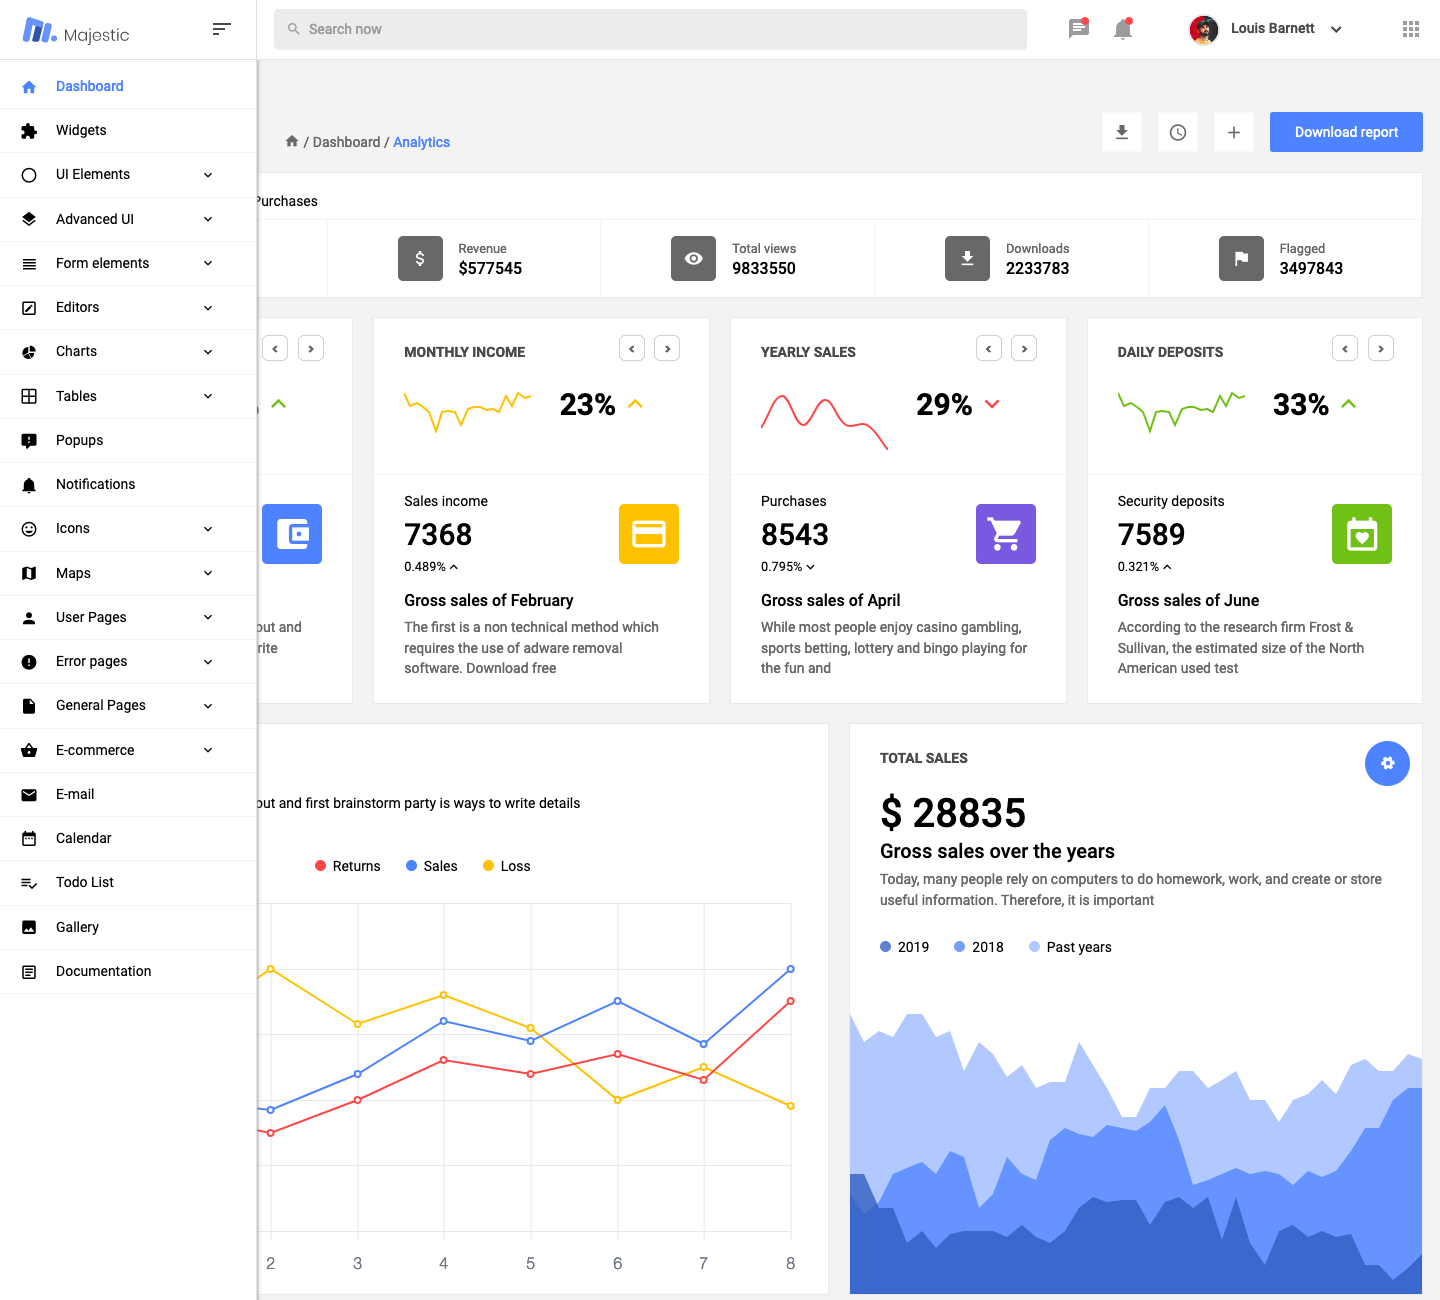 Majestic
Search now
Louis Barnett
Dashboard
Widgets
UI Elements
Advanced UI
Form elements
Editors
Charts
Tables
Popups
Notifications
Icons
Maps
User Pages
Error pages
General Pages
E-commerce
E-mail
Calendar
Todo List
Gallery
Documentation
/ Dashboard / Analytics
Download report
Purchases
Revenue
$577545
Total views
9833550
Downloads
2233783
Flagged
3497843
but and
MONTHLY INCOME
23%
Sales income
7368
0.489%
Gross sales of February
The first is a non technical method which
requires the use of adware removal
software. Download free
YEARLY SALES
29%
Purchases
8543
0.795%
Gross sales of April
While most people enjoy casino gambling,
sports betting, lottery and bingo playing for
the fun and
DAILY DEPOSITS
33%
Security deposits
7589
0.321%
Gross sales of June
According to the research firm Frost &
Sullivan, the estimated size of the North
American used test
but and first brainstorm party is ways to write details
Returns
Sales
Loss
2 3 4 5 6 7 8
TOTAL SALES
$ 28835
Gross sales over the years
Today, many people rely on computers to do homework, work, and create or store
useful information. Therefore, it is important
2019
2018
Past years